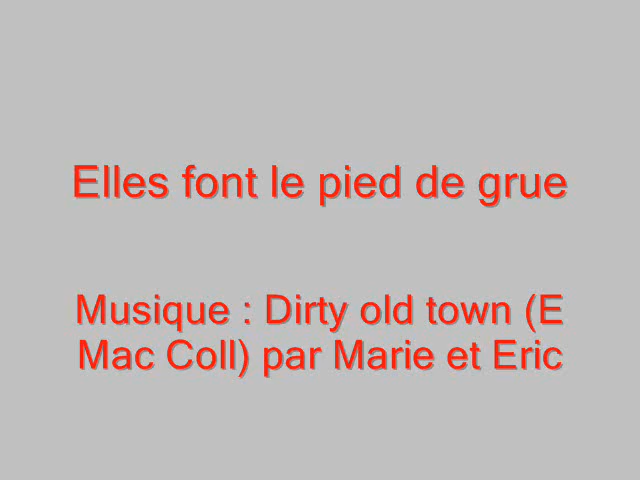 Elles font le pied de grue
Musique : Dirty old town (E
Mac Coll) par Marie et Eric